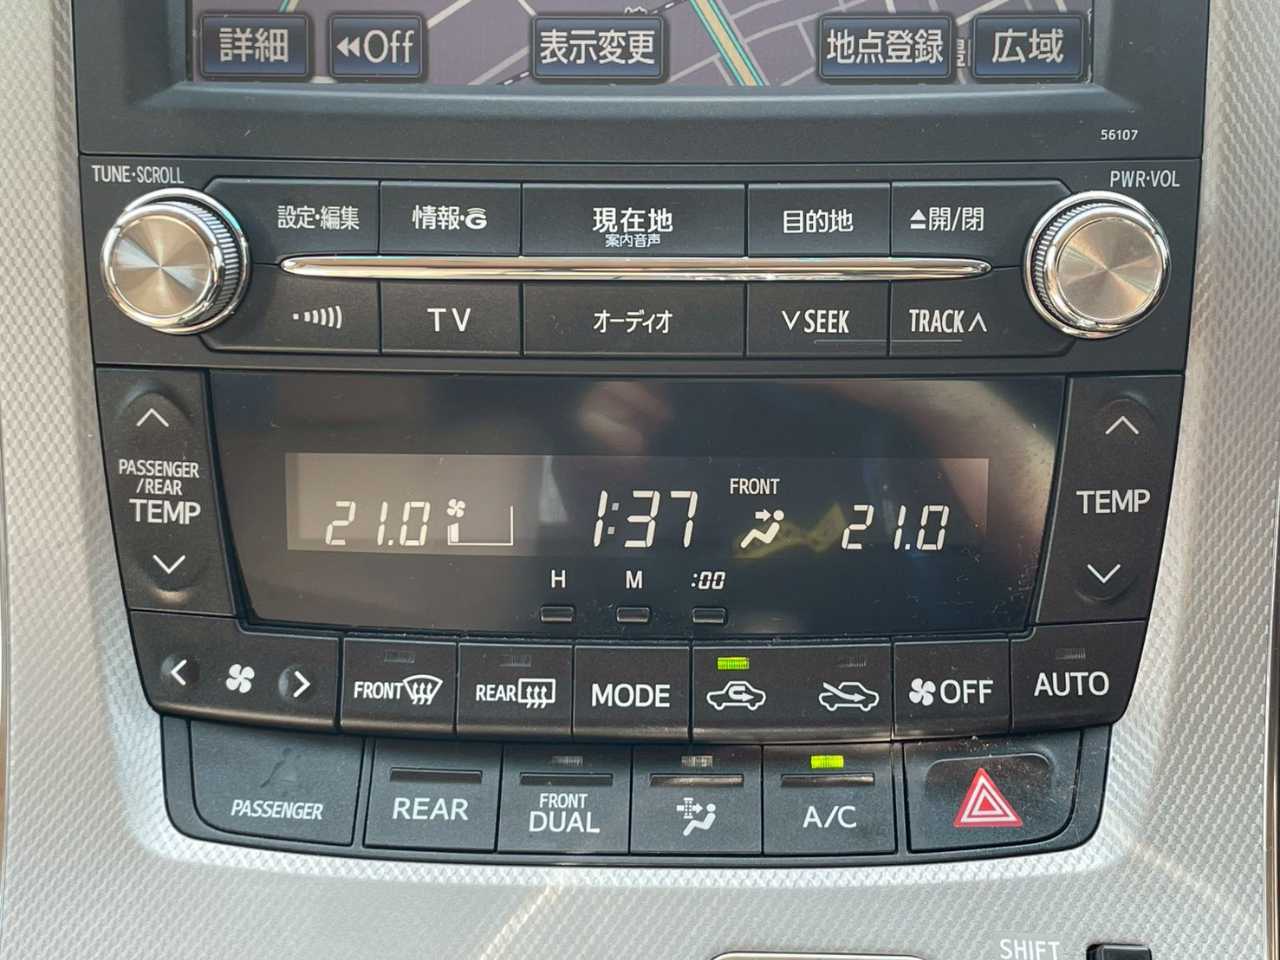 詳細 ◀◀Off 表示変更 地点登録 広域
56107
TUNE·SCROLL PWR·VOL
設定·編集 情報·G 現在地 目的地 ⏏開/閉
案内音声
TV オーディオ ∨SEEK TRACK∧
PASSENGER
/REAR
TEMP
TEMP
FRONT
21.0 1:37 21.0
H M :00
FRONT REAR MODE OFF AUTO
PASSENGER REAR FRONT
DUAL A/C
SHIFT